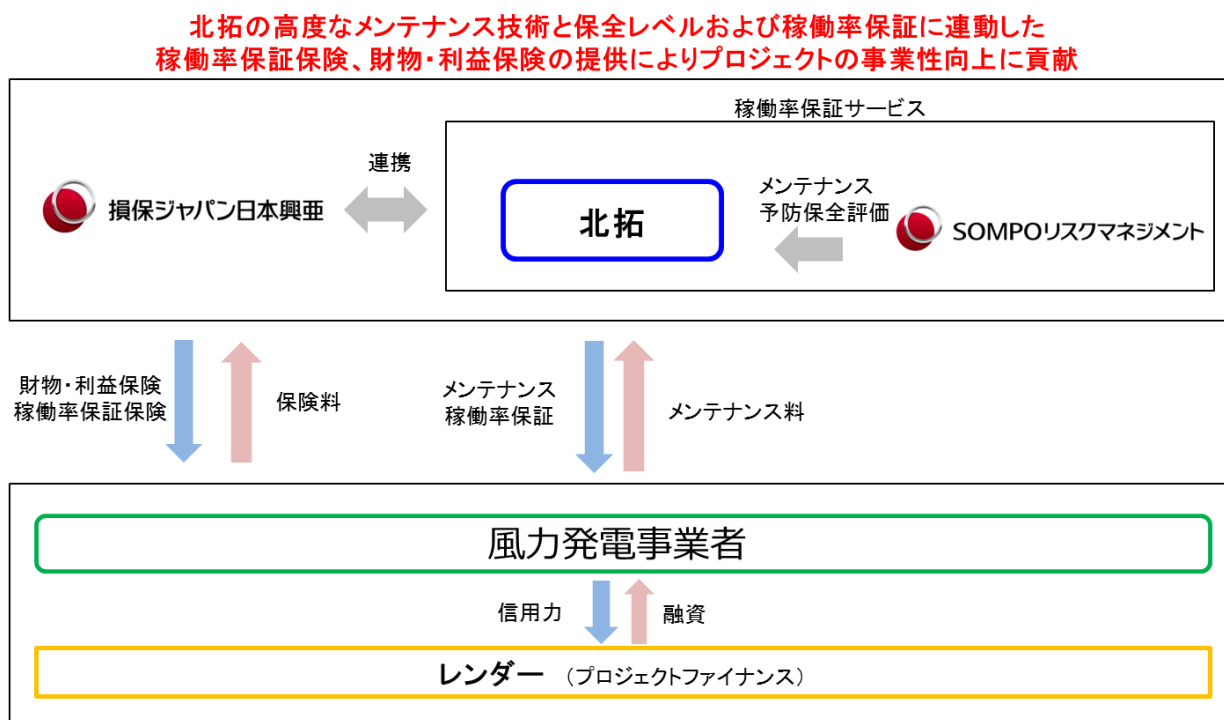 北拓の高度なメンテナンス技術と保全レベルおよび稼働率保証に連動した
稼働率保証保険、財物・利益保険の提供によりプロジェクトの事業性向上に貢献
稼働率保証サービス
連携
損保ジャパン日本興亜
北拓
メンテナンス
予防保全評価
SOMPOリスクマネジメント
財物・利益保険
稼働率保証保険
保険料
メンテナンス
稼働率保証
メンテナンス料
風力発電事業者
信用力
融資
レンダー （プロジェクトファイナンス）